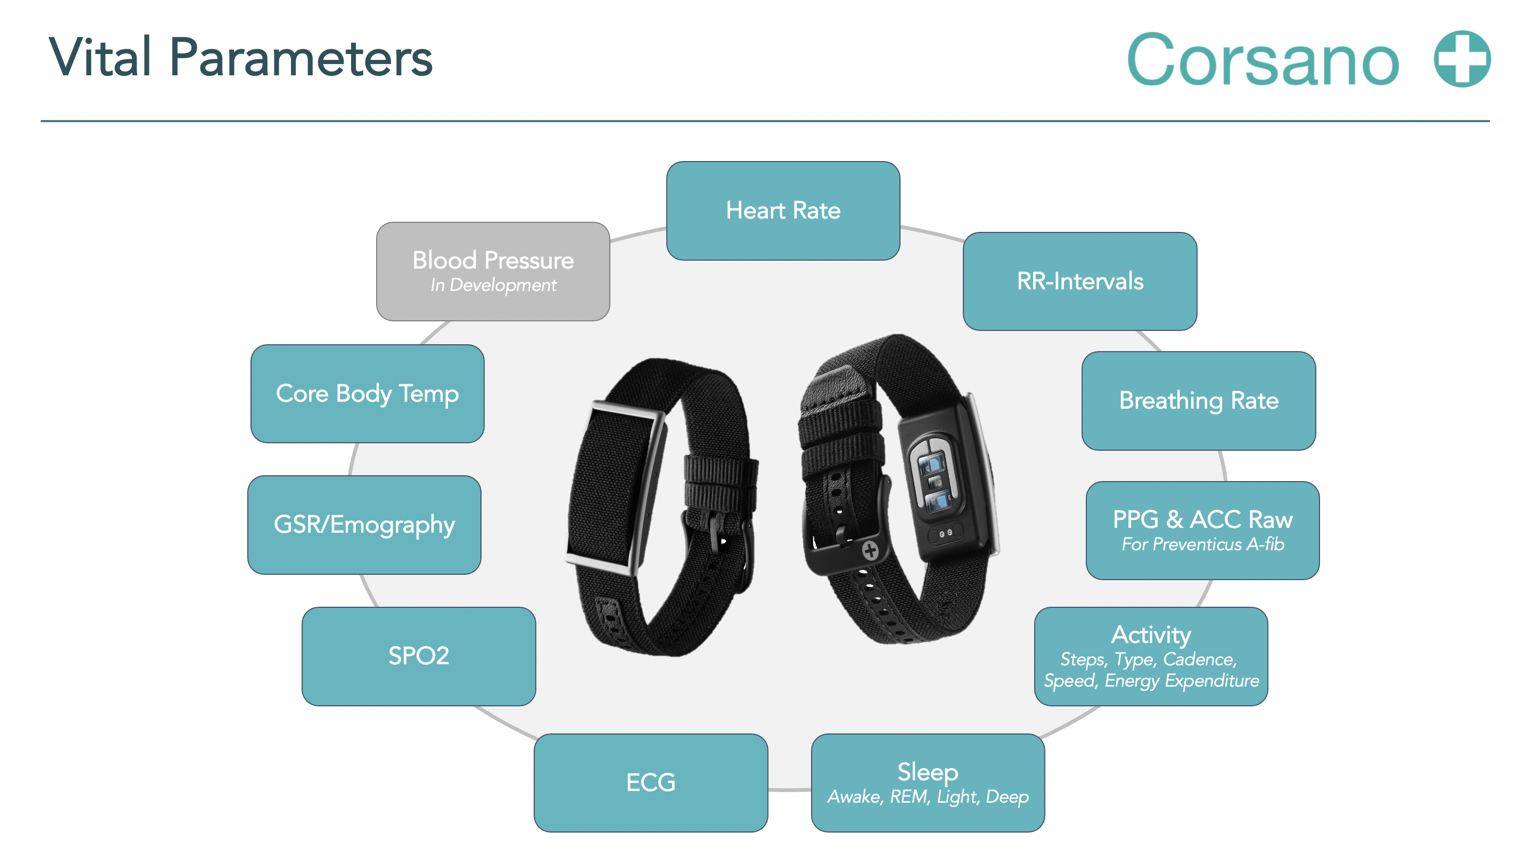 Vital Parameters
Corsano
Heart Rate
Blood Pressure
In Development
RR-Intervals
Core Body Temp
Breathing Rate
GSR/Emography
PPG & ACC Raw
For Preventicus A-fib
SPO2
Activity
Steps, Type, Cadence,
Speed, Energy Expenditure
ECG
Sleep
Awake, REM, Light, Deep